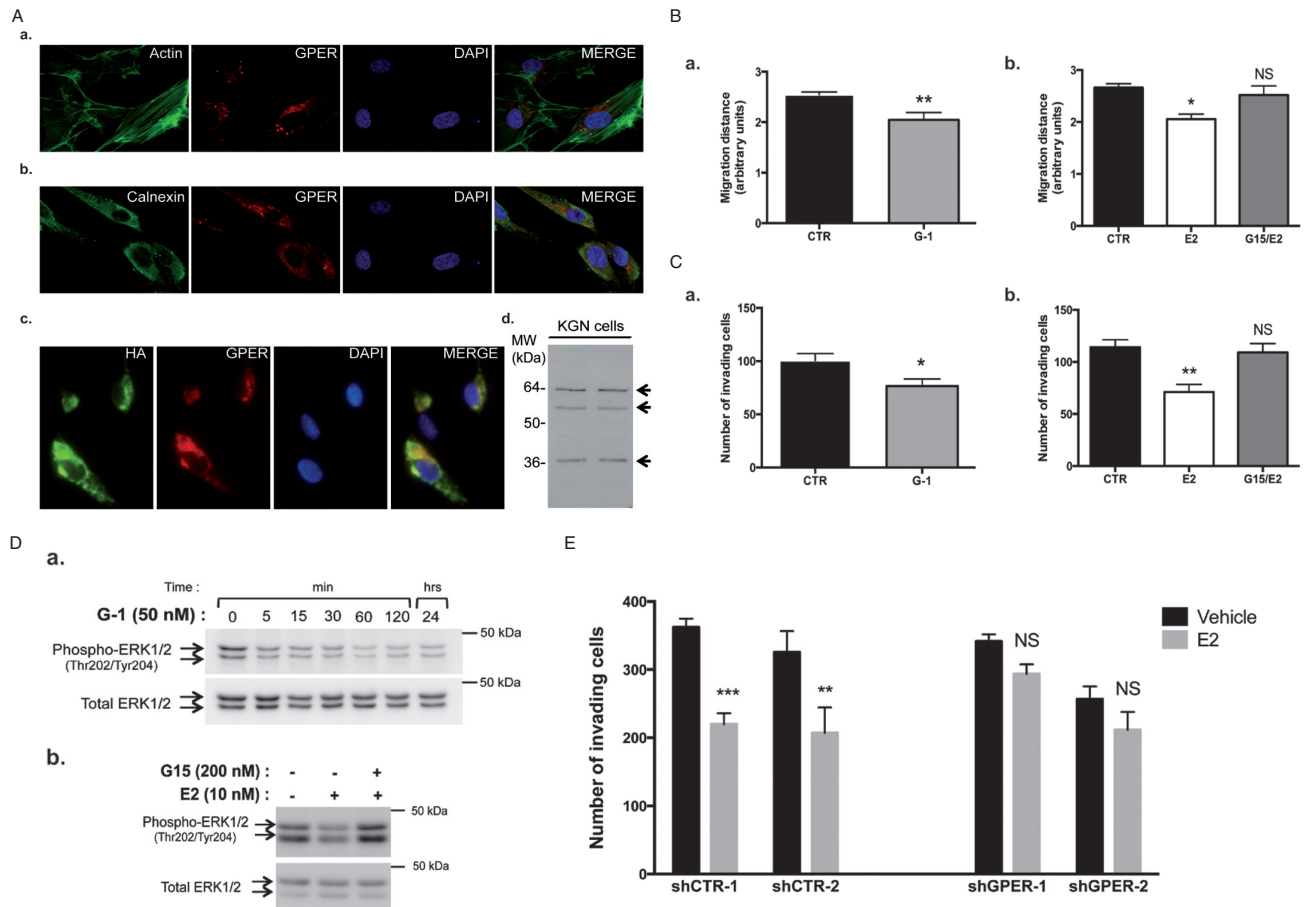 A
a.
Actin
GPER
DAPI
MERGE
b.
Calnexin
GPER
DAPI
MERGE
c.
HA
GPER
DAPI
MERGE
d.
KGN cells
MW
(kDa)
64-
50-
36-
B
a.
Migration distance
(arbitrary units)
3
2
1
0
CTR
G-1
**
b.
Migration distance
(arbitrary units)
3
2
1
0
CTR
E2
G15/E2
*
NS
C
a.
Number of invading cells
150
100
50
0
CTR
G-1
*
b.
Number of invading cells
150
100
50
0
CTR
E2
G15/E2
**
NS
D
a.
Time : min hrs
G-1 (50 nM) : 0 5 15 30 60 120 24
50 kDa
Phospho-ERK1/2
(Thr202/Tyr204)
50 kDa
Total ERK1/2
b.
G15 (200 nM) : - - +
E2 (10 nM) : - + +
50 kDa
Phospho-ERK1/2
(Thr202/Tyr204)
50 kDa
Total ERK1/2
E
Number of invading cells
400
300
200
100
0
***
**
NS
NS
shCTR-1
shCTR-2
shGPER-1
shGPER-2
Vehicle
E2